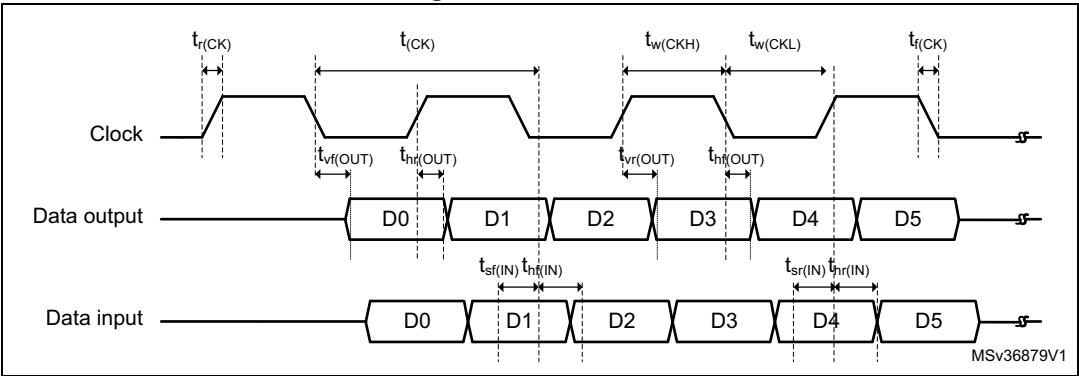 tr(CK) t(CK) tw(CKH) tw(CKL) tf(CK)
Clock
tvf(OUT) thr(OUT) tvr(OUT) thf(OUT)
Data output D0 D1 D2 D3 D4 D5
tsf(IN) thf(IN) tsr(IN) thr(IN)
Data input D0 D1 D2 D3 D4 D5
MSv36879V1